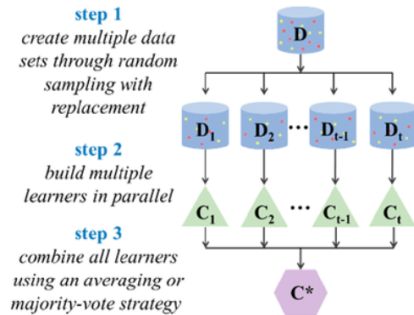 step 1
create multiple data
sets through random
sampling with
replacement
step 2
build multiple
learners in parallel
step 3
combine all learners
using an averaging or
majority-vote strategy
D
D₁ D₂ ... Dₜ₋₁ Dₜ
C₁ C₂ ... Cₜ₋₁ Cₜ
C*